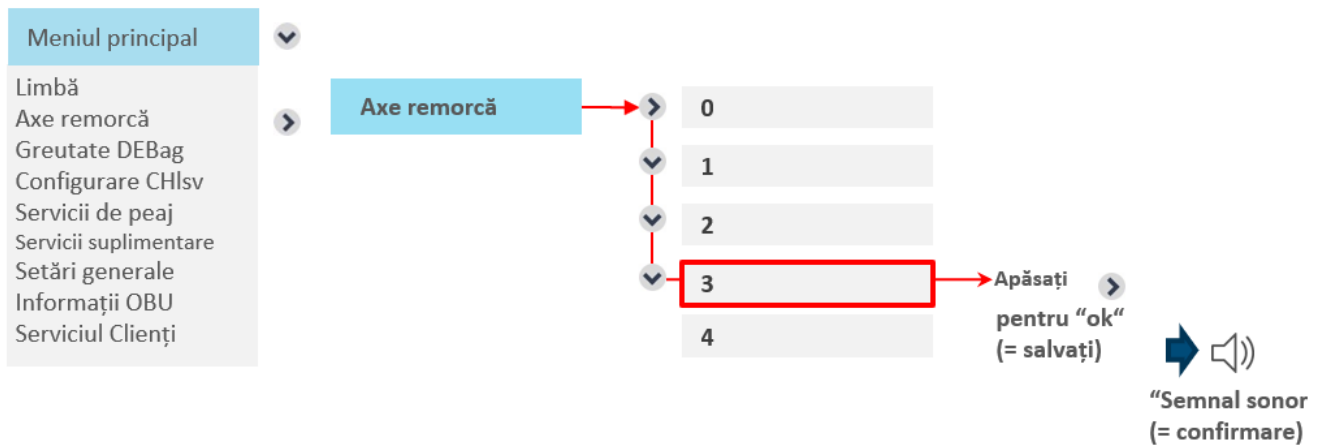 Meniul principal
Limbă
Axe remorcă
Greutate DEBag
Configurare CHlsv
Servicii de peaj
Servicii suplimentare
Setări generale
Informații OBU
Serviciul Clienți
Axe remorcă
0
1
2
3
4
Apăsați
pentru “ok“
(= salvați)
“Semnal sonor
(= confirmare)